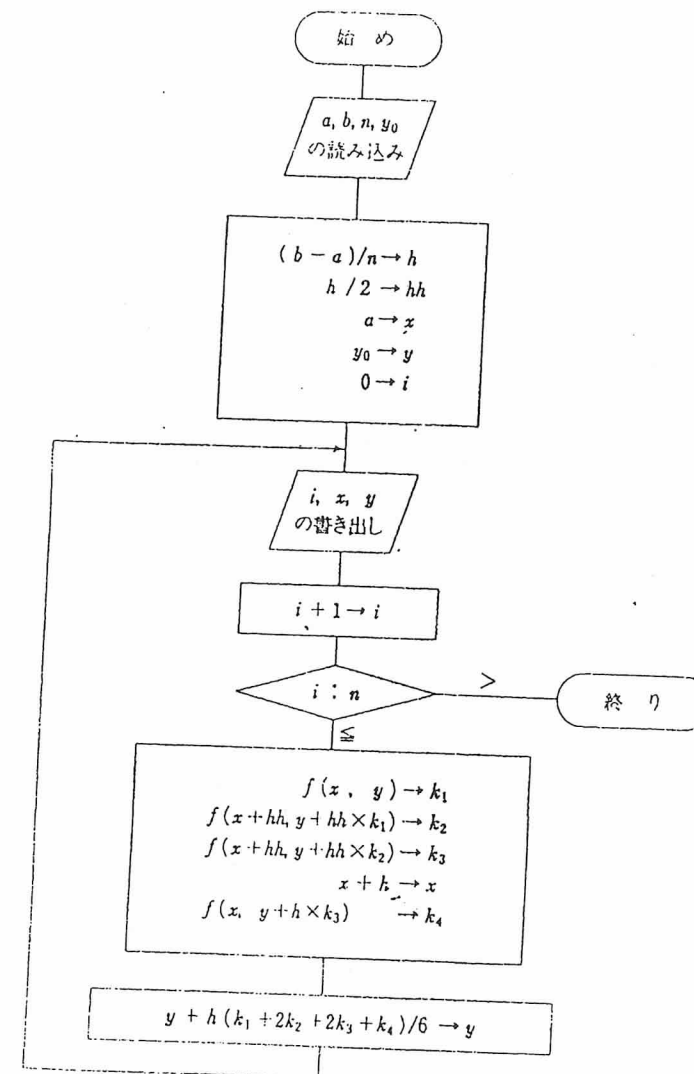 始め
a, b, n, y₀
の読み込み
(b − a)/n → h
h /2 → hh
a → x
y₀ → y
0 → i
i, x, y
の書き出し
i + 1 → i
i : n
>
終り
≦
f(x, y) → k₁
f(x+hh, y+hh×k₁) → k₂
f(x+hh, y+hh×k₂) → k₃
x + h → x
f(x, y+h×k₃) → k₄
y + h(k₁ + 2k₂ + 2k₃ + k₄)/6 → y